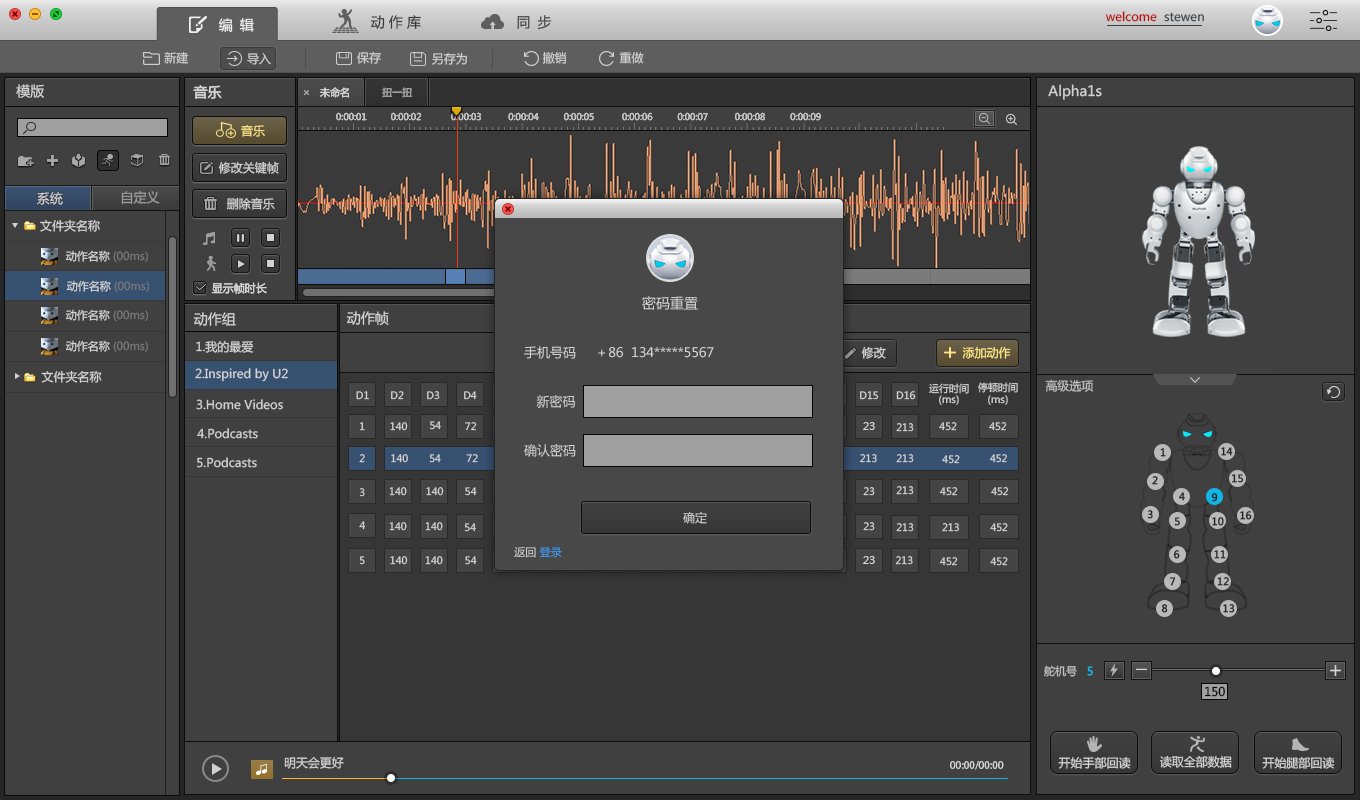 编 辑
动作库
同 步
welcome stewen
新建
导入
保存
另存为
撤销
重做
模版
系统
自定义
文件夹名称
动作名称 (00ms)
动作名称 (00ms)
动作名称 (00ms)
动作名称 (00ms)
文件夹名称
音乐
音乐
修改关键帧
删除音乐
显示帧时长
× 未命名
扭一扭
0:00:01 0:00:02 0:00:03 0:00:04 0:00:05 0:00:06 0:00:07 0:00:08 0:00:09
动作组
1.我的最爱
2.Inspired by U2
3.Home Videos
4.Podcasts
5.Podcasts
动作帧
修改
添加动作
D1 D2 D3 D4 D15 D16 运行时间(ms) 停顿时间(ms)
1 140 54 72 23 213 452 452
2 140 54 72 213 213 452 452
3 140 140 54 23 213 452 452
4 140 140 54 23 213 213 452
5 140 140 54 23 213 452 452
密码重置
手机号码 +86 134*****5567
新密码
确认密码
确定
返回 登录
明天会更好
00:00/00:00
Alpha1s
高级选项
1 14
2 15
4 9
3 5 10 16
6 11
7 12
8 13
舵机号 5
150
开始手部回读
读取全部数据
开始腿部回读